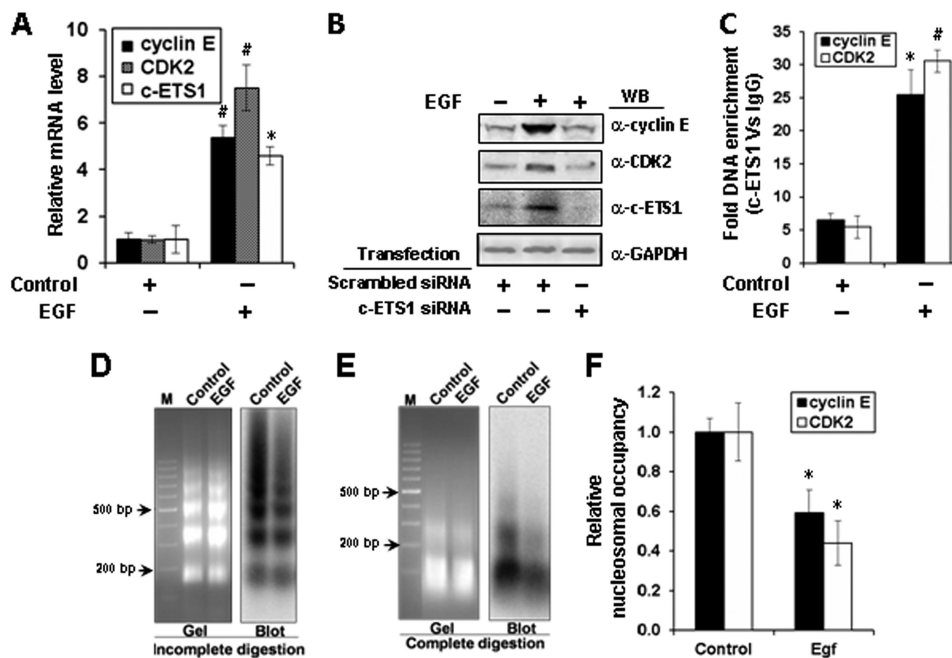 A
Relative mRNA level
10
8
6
4
2
0
cyclin E
CDK2
c-ETS1
#
#
*
Control + –
EGF – +
B
EGF – + + WB
α-cyclin E
α-CDK2
α-c-ETS1
α-GAPDH
Transfection
Scrambled siRNA + + –
c-ETS1 siRNA – – +
C
Fold DNA enrichment
(c-ETS1 Vs IgG)
35
30
25
20
15
10
5
0
cyclin E
CDK2
*
#
Control + –
EGF – +
D
M Control EGF Control EGF
500 bp
200 bp
Gel Blot
Incomplete digestion
E
M Control EGF Control EGF
500 bp
200 bp
Gel Blot
Complete digestion
F
Relative
nucleosomal occupancy
1.2
1.0
0.8
0.6
0.4
0.2
0.0
cyclin E
CDK2
*
*
Control Egf